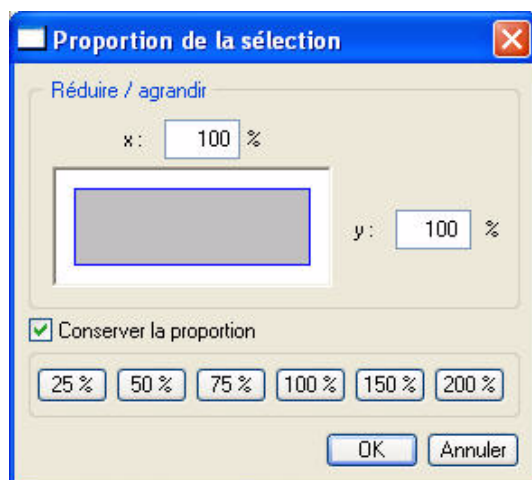 Proportion de la sélection
Réduire / agrandir
x : 100 %
y : 100 %
Conserver la proportion
25 % 50 % 75 % 100 % 150 % 200 %
OK Annuler